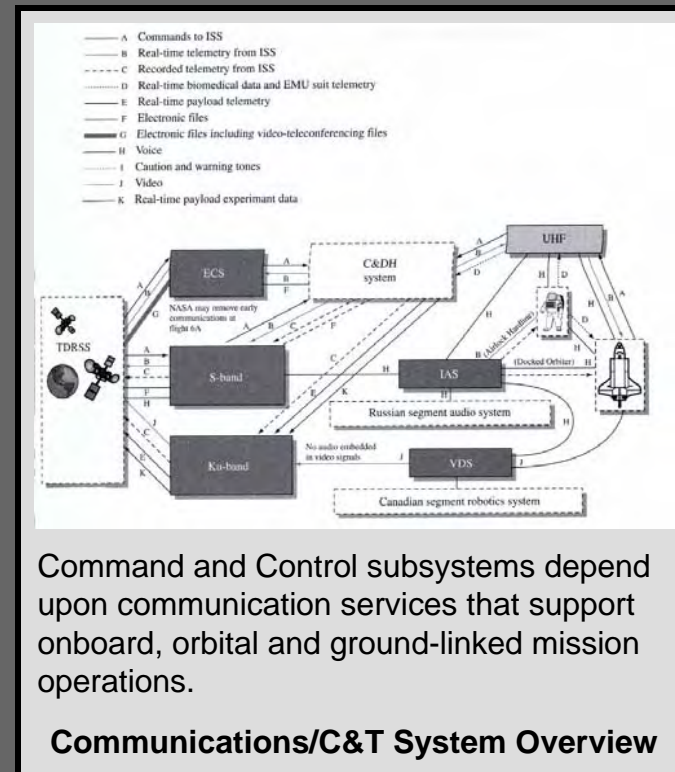 A Commands to ISS
B Real-time telemetry from ISS
C Recorded telemetry from ISS
D Real-time biomedical data and EMU suit telemetry
E Real-time payload telemetry
F Electronic files
G Electronic files including video-teleconferencing files
H Voice
I Caution and warning tones
J Video
K Real-time payload experimant data
UHF
ECS
C&DH
system
A
B
F
A
B
D
A
B
G
NASA may remove early
communications at
flight 6A
TDRSS
A
B
C
F
H
S-band
A
B
C
F
H
IAS
H
B
(Airlock Hardline)
(Docked Orbiter)
H
D
D
H
H
B
A
H
Russian segment audio system
C
E
K
J
C
E
K
Ku-band
No audio embedded
in video signals
J
VDS
J
H
Canadian segment robotics system
Command and Control subsystems depend
upon communication services that support
onboard, orbital and ground-linked mission
operations.
Communications/C&T System Overview